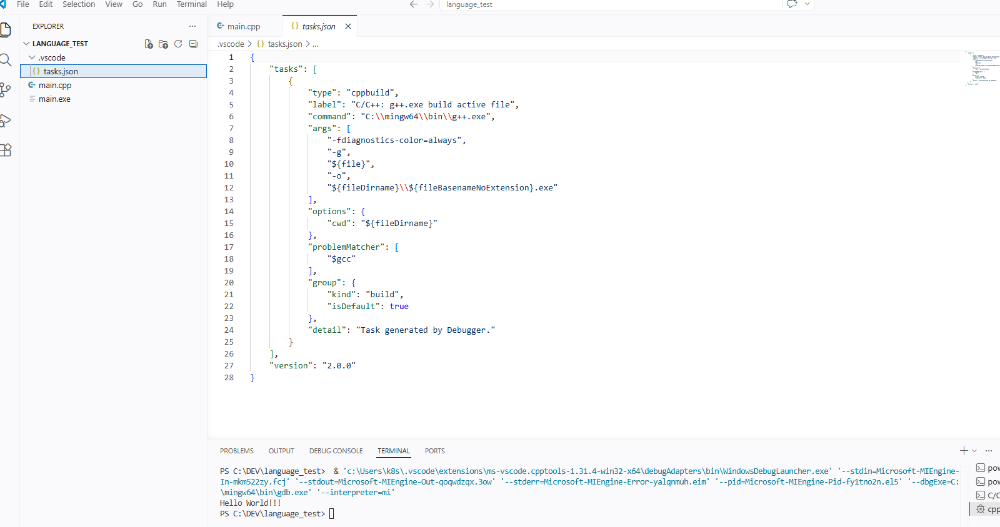 File Edit Selection View Go Run Terminal Help
language_test
EXPLORER
LANGUAGE_TEST
.vscode
tasks.json
main.cpp
main.exe
main.cpp
tasks.json
.vscode > {} tasks.json > ...
1 {
2 "tasks": [
3 {
4 "type": "cppbuild",
5 "label": "C/C++: g++.exe build active file",
6 "command": "C:\\mingw64\\bin\\g++.exe",
7 "args": [
8 "-fdiagnostics-color=always",
9 "-g",
10 "${file}",
11 "-o",
12 "${fileDirname}\\${fileBasenameNoExtension}.exe"
13 ],
14 "options": {
15 "cwd": "${fileDirname}"
16 },
17 "problemMatcher": [
18 "$gcc"
19 ],
20 "group": {
21 "kind": "build",
22 "isDefault": true
23 },
24 "detail": "Task generated by Debugger."
25 }
26 ],
27 "version": "2.0.0"
28 }
PROBLEMS OUTPUT DEBUG CONSOLE TERMINAL PORTS
PS C:\DEV\language_test>  & 'c:\Users\k8s\.vscode\extensions\ms-vscode.cpptools-1.31.4-win32-x64\debugAdapters\bin\WindowsDebugLauncher.exe' '--stdin=Microsoft-MIEngine-
In-mkm522zy.fcj' '--stdout=Microsoft-MIEngine-Out-qoqwdzqx.3ow' '--stderr=Microsoft-MIEngine-Error-yalqnmuh.eim' '--pid=Microsoft-MIEngine-Pid-fy1tno2n.el5' '--dbgExe=C:
\mingw64\bin\gdb.exe' '--interpreter=mi'
Hello World!!!
PS C:\DEV\language_test>
pow
pow
C/C
cpp